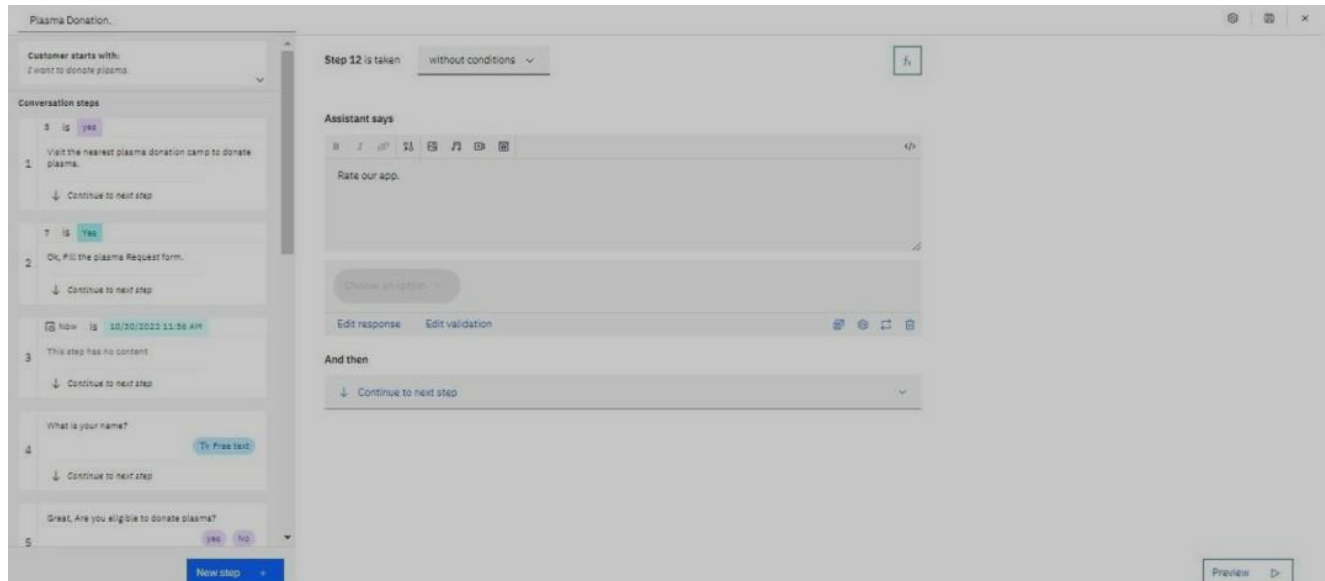 Plasma Donation.
Customer starts with:
I want to donate plasma.
Conversation steps
3 is yes
1
Visit the nearest plasma donation camp to donate
plasma.
Continue to next step
7 is Yes
2
Ok, Fill the plasma Request form.
Continue to next step
Now is 10/30/2022 11:56 AM
3
This step has no content
Continue to next step
4
What is your name?
Free text
Continue to next step
5
Great, Are you eligible to donate plasma?
yes No
New step +
Step 12 is taken without conditions
fx
Assistant says
B I </>
Rate our app.
Choose an option
Edit response Edit validation
And then
Continue to next step
Preview